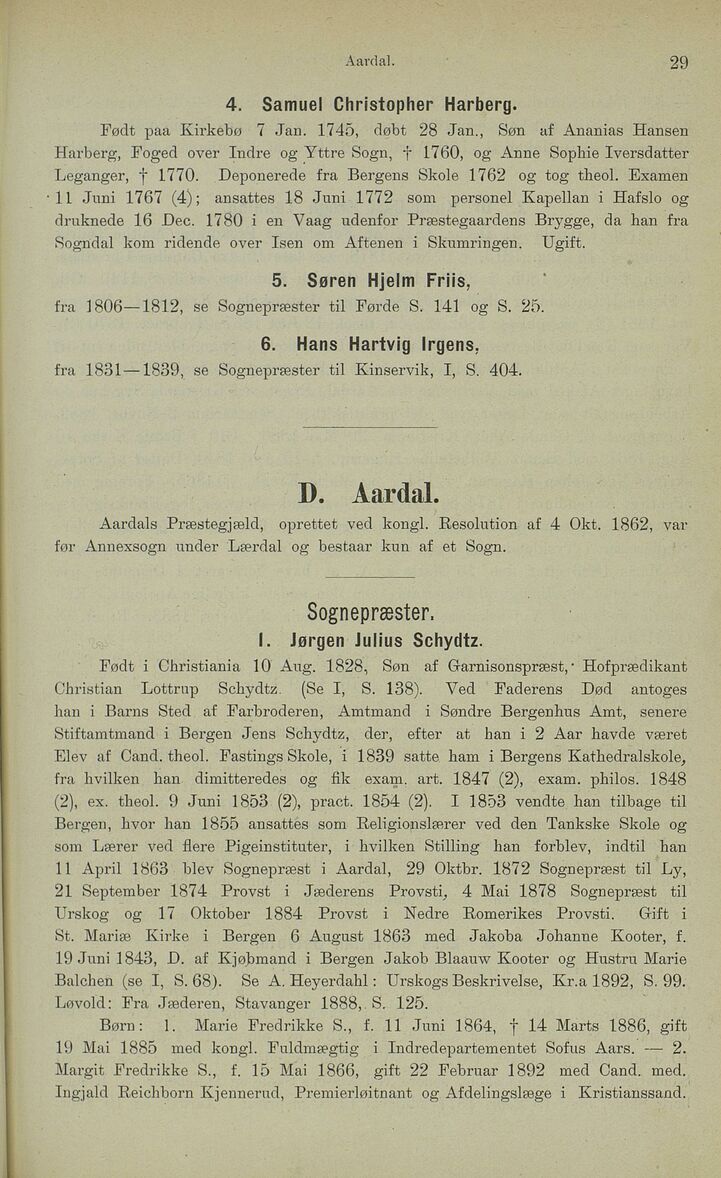 Aardal. 29
4. Samuel Christopher Harberg.
Født paa Kirkebø 7 Jan. 1745, døbt 28 Jan., Søn af Ananias Hansen
Harberg, Foged over Indre og Yttre Sogn, † 1760, og Anne Sophie Iversdatter
Leganger, † 1770. Deponerede fra Bergens Skole 1762 og tog theol. Examen
11 Juni 1767 (4); ansattes 18 Juni 1772 som personel Kapellan i Hafslo og
druknede 16 Dec. 1780 i en Vaag udenfor Præstegaardens Brygge, da han fra
Sogndal kom ridende over Isen om Aftenen i Skumringen. Ugift.
5. Søren Hjelm Friis,
fra 1806—1812, se Sognepræster til Førde S. 141 og S. 25.
6. Hans Hartvig Irgens,
fra 1831—1839, se Sognepræster til Kinservik, I, S. 404.
D. Aardal.
Aardals Præstegjæld, oprettet ved kongl. Resolution af 4 Okt. 1862, var
før Annexsogn under Lærdal og bestaar kun af et Sogn.
Sognepræster.
1. Jørgen Julius Schydtz.
Født i Christiania 10 Aug. 1828, Søn af Garnisonspræst, Hofprædikant
Christian Lottrup Schydtz. (Se I, S. 138). Ved Faderens Død antoges
han i Barns Sted af Farbroderen, Amtmand i Søndre Bergenhus Amt, senere
Stiftamtmand i Bergen Jens Schydtz, der, efter at han i 2 Aar havde været
Elev af Cand. theol. Fastings Skole, i 1839 satte ham i Bergens Kathedralskole,
fra hvilken han dimitteredes og fik exam. art. 1847 (2), exam. philos. 1848
(2), ex. theol. 9 Juni 1853 (2), pract. 1854 (2). I 1853 vendte han tilbage til
Bergen, hvor han 1855 ansattes som Religionslærer ved den Tankske Skole og
som Lærer ved flere Pigeinstituter, i hvilken Stilling han forblev, indtil han
11 April 1863 blev Sognepræst i Aardal, 29 Oktbr. 1872 Sognepræst til Ly,
21 September 1874 Provst i Jæderens Provsti, 4 Mai 1878 Sognepræst til
Urskog og 17 Oktober 1884 Provst i Nedre Romerikes Provsti. Gift i
St. Mariæ Kirke i Bergen 6 August 1863 med Jakoba Johanne Kooter, f.
19 Juni 1843, D. af Kjøbmand i Bergen Jakob Blaauw Kooter og Hustru Marie
Balchen (se I, S. 68). Se A. Heyerdahl: Urskogs Beskrivelse, Kr.a 1892, S. 99.
Løvold: Fra Jæderen, Stavanger 1888, S. 125.
Børn: 1. Marie Fredrikke S., f. 11 Juni 1864, † 14 Marts 1886, gift
19 Mai 1885 med kongl. Fuldmægtig i Indredepartementet Sofus Aars. — 2.
Margit Fredrikke S., f. 15 Mai 1866, gift 22 Februar 1892 med Cand. med.
Ingjald Reichborn Kjennerud, Premierløitnant og Afdelingslæge i Kristianssand.